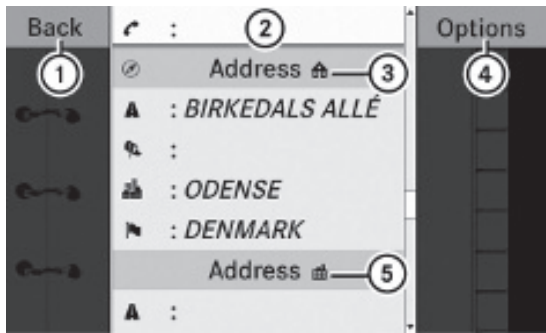 Back : 2 Options
1 Address 3 4
: BIRKEDALS ALLÉ
:
: ODENSE
: DENMARK
Address 5
: